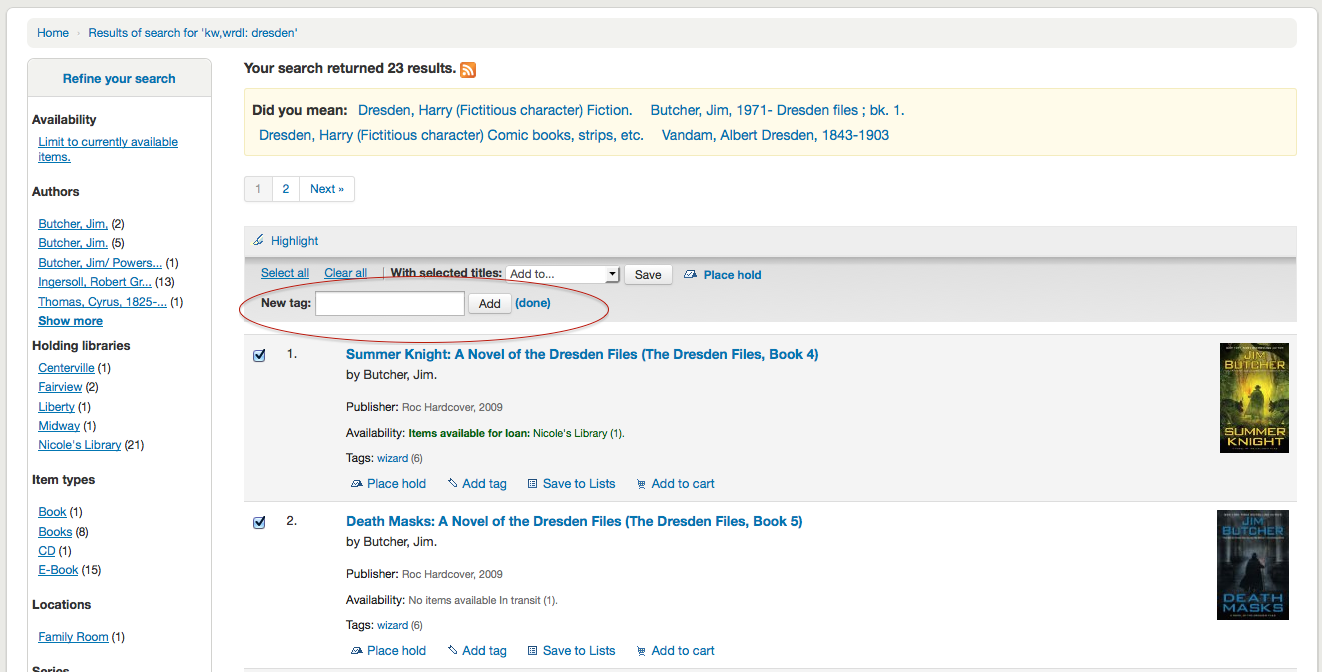 Home · Results of search for 'kw,wrdl: dresden'
Refine your search
Availability
Limit to currently available
items.
Authors
Butcher, Jim, (2)
Butcher, Jim. (5)
Butcher, Jim/ Powers... (1)
Ingersoll, Robert Gr... (13)
Thomas, Cyrus, 1825-... (1)
Show more
Holding libraries
Centerville (1)
Fairview (2)
Liberty (1)
Midway (1)
Nicole's Library (21)
Item types
Book (1)
Books (8)
CD (1)
E-Book (15)
Locations
Family Room (1)
Series
Your search returned 23 results.
Did you mean: Dresden, Harry (Fictitious character) Fiction. Butcher, Jim, 1971- Dresden files ; bk. 1.
Dresden, Harry (Fictitious character) Comic books, strips, etc. Vandam, Albert Dresden, 1843-1903
1 2 Next »
Highlight
Select all Clear all | With selected titles: Add to... Save Place hold
New tag: Add (done)
1. Summer Knight: A Novel of the Dresden Files (The Dresden Files, Book 4)
by Butcher, Jim.
Publisher: Roc Hardcover, 2009
Availability: Items available for loan: Nicole's Library (1).
Tags: wizard (6)
Place hold Add tag Save to Lists Add to cart
JIM
BUTCHER
SUMMER
KNIGHT
2. Death Masks: A Novel of the Dresden Files (The Dresden Files, Book 5)
by Butcher, Jim.
Publisher: Roc Hardcover, 2009
Availability: No items available In transit (1).
Tags: wizard (6)
Place hold Add tag Save to Lists Add to cart
JIM
BUTCHER
DEATH
MASKS